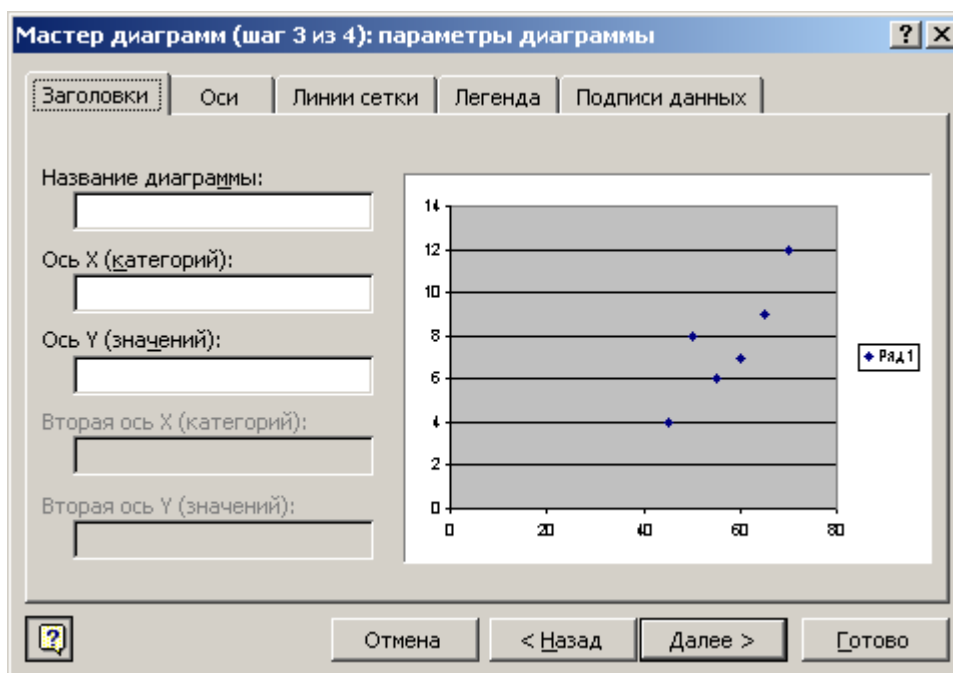 Мастер диаграмм (шаг 3 из 4): параметры диаграммы
Заголовки Оси Линии сетки Легенда Подписи данных
Название диаграммы:
Ось X (категорий):
Ось Y (значений):
Вторая ось X (категорий):
Вторая ось Y (значений):
14
12
10
8
6
4
2
0
0 20 40 60 80
Ряд1
Отмена < Назад Далее > Готово